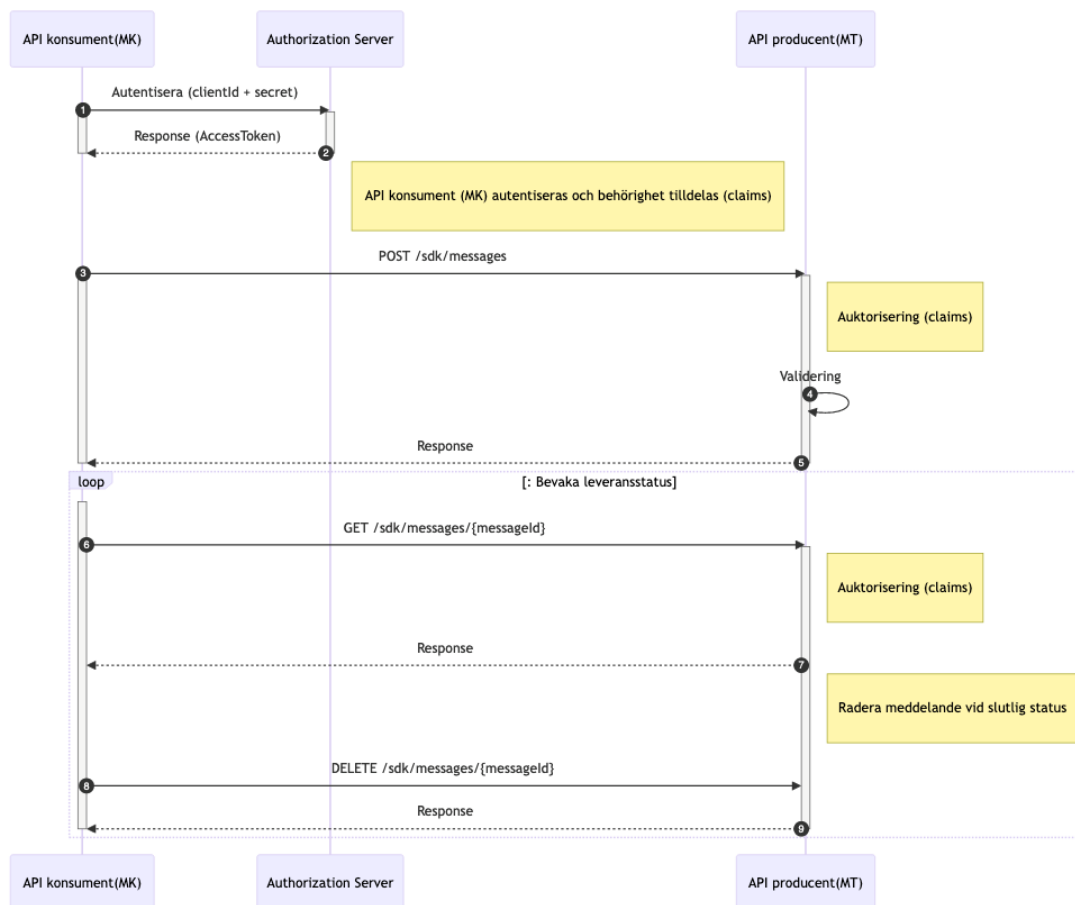 API konsument(MK)
Authorization Server
API producent(MT)
Autentisera (clientId + secret)
1
Response (AccessToken)
2
API konsument (MK) autentiseras och behörighet tilldelas (claims)
POST /sdk/messages
3
Auktorisering (claims)
Validering
4
Response
5
loop
[: Bevaka leveransstatus]
GET /sdk/messages/{messageId}
6
Auktorisering (claims)
Response
7
Radera meddelande vid slutlig status
DELETE /sdk/messages/{messageId}
8
Response
9
API konsument(MK)
Authorization Server
API producent(MT)